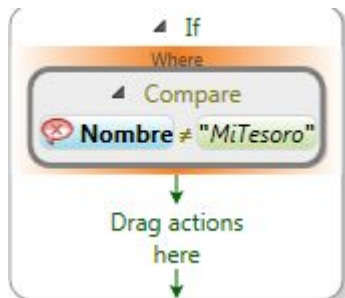 If
Where
Compare
Nombre ≠ "MiTesoro"
Drag actions
here